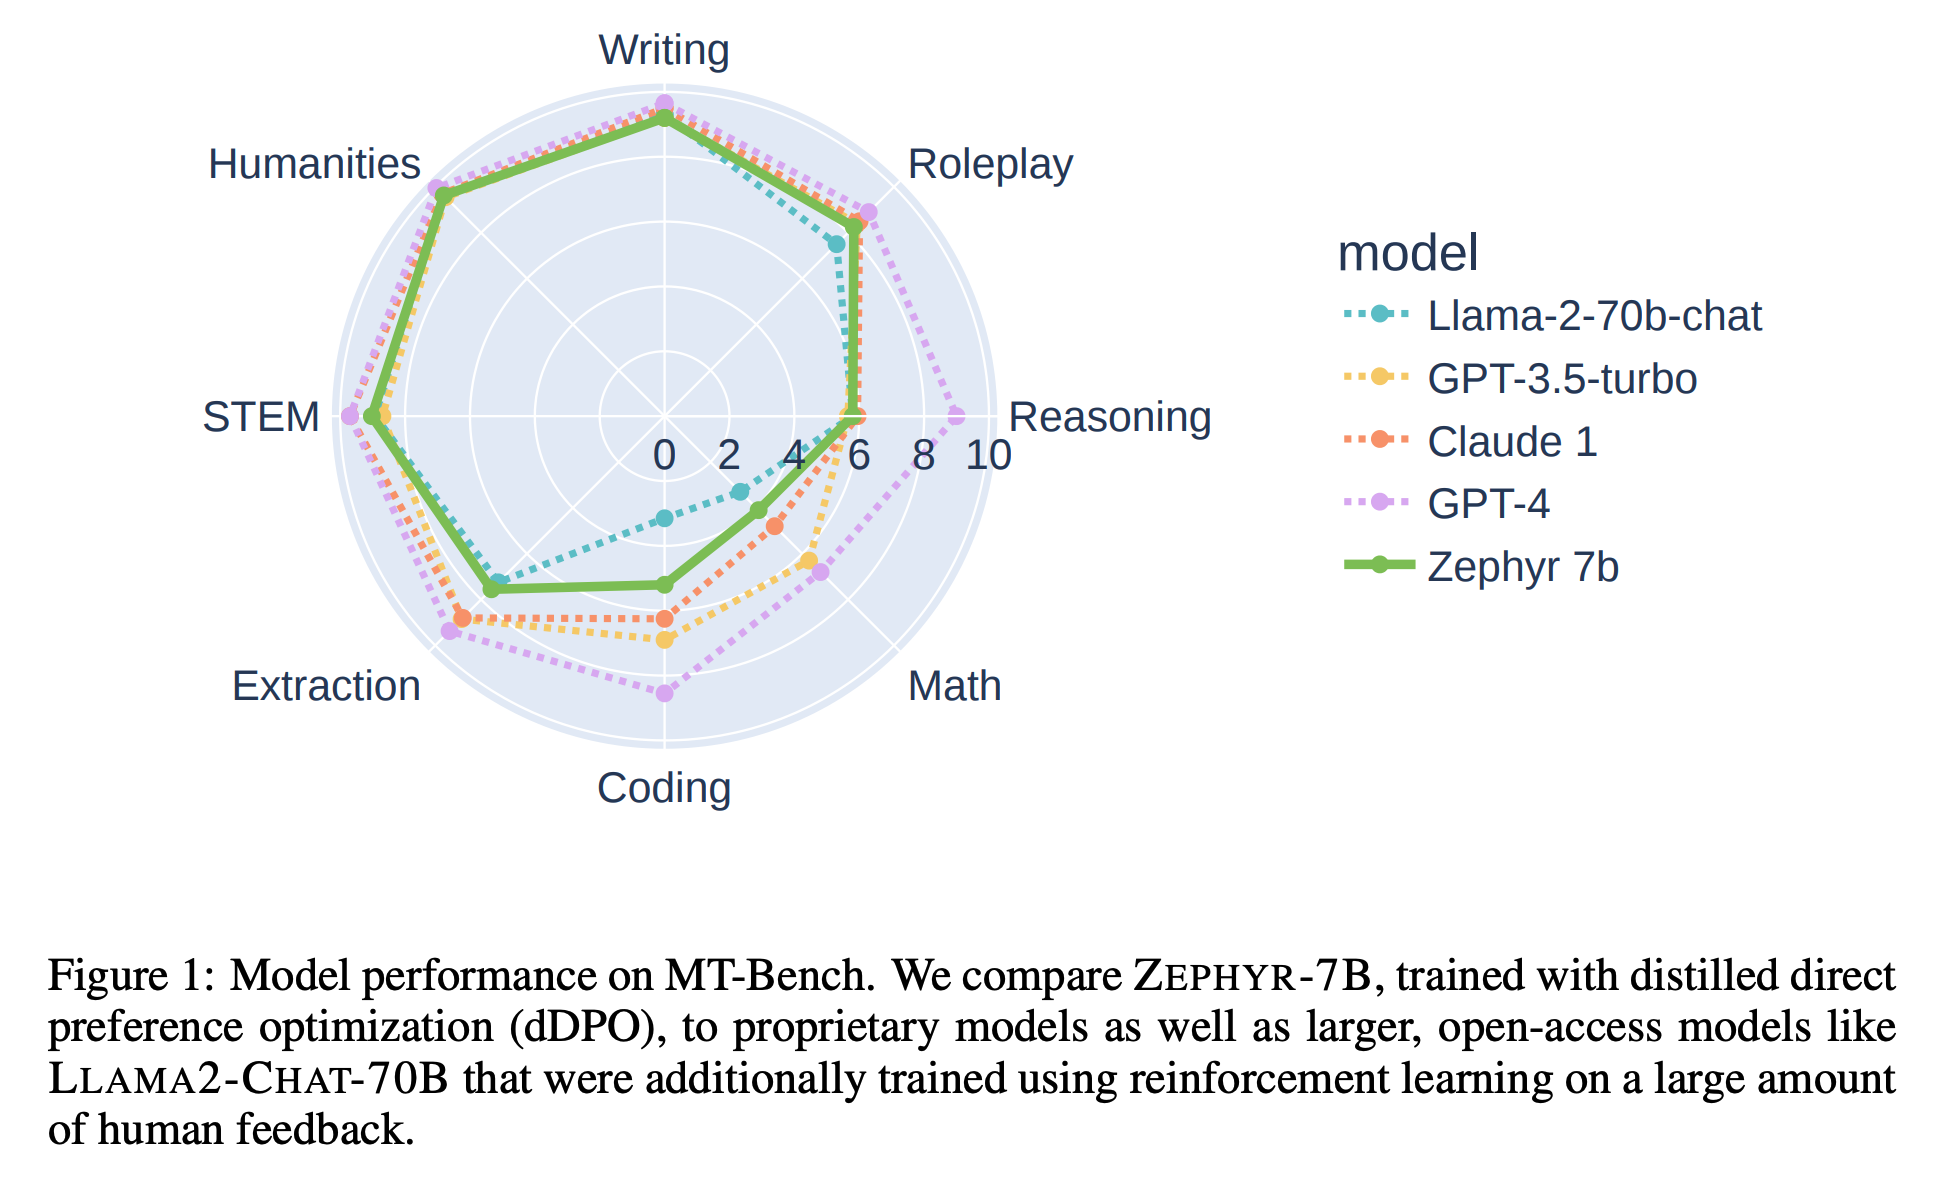 Writing
Humanities
Roleplay
STEM
Reasoning
0 2 4 6 8 10
Extraction
Math
Coding
model
Llama-2-70b-chat
GPT-3.5-turbo
Claude 1
GPT-4
Zephyr 7b
Figure 1: Model performance on MT-Bench. We compare ZEPHYR-7B, trained with distilled direct
preference optimization (dDPO), to proprietary models as well as larger, open-access models like
LLAMA2-CHAT-70B that were additionally trained using reinforcement learning on a large amount
of human feedback.